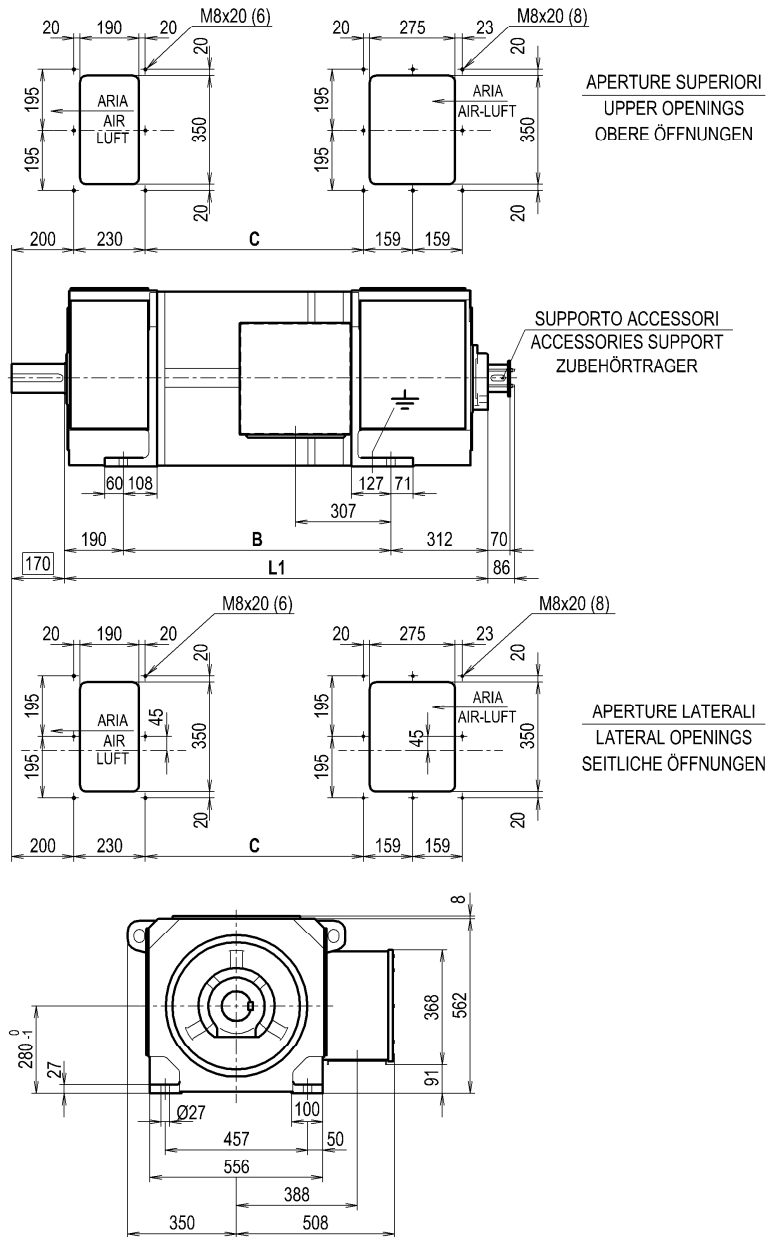 M8x20 (6)
M8x20 (8)
20 190 20
20
20 275 23
20
195
195
350
20
ARIA
AIR
LUFT
195
195
350
20
ARIA
AIR-LUFT
APERTURE SUPERIORI
UPPER OPENINGS
OBERE ÖFFNUNGEN
200 230 C 159 159
SUPPORTO ACCESSORI
ACCESSORIES SUPPORT
ZUBEHÖRTRAGER
60 108 127 71
307
190 B 312 70
170 L1 86
M8x20 (6)
M8x20 (8)
20 190 20
20
20 275 23
20
195
195
45
350
20
ARIA
AIR
LUFT
195
195
45
350
20
ARIA
AIR-LUFT
APERTURE LATERALI
LATERAL OPENINGS
SEITLICHE ÖFFNUNGEN
200 230 C 159 159
8
368
562
280 0 -1
27
91
Ø27
100
457 50
556
388
350 508